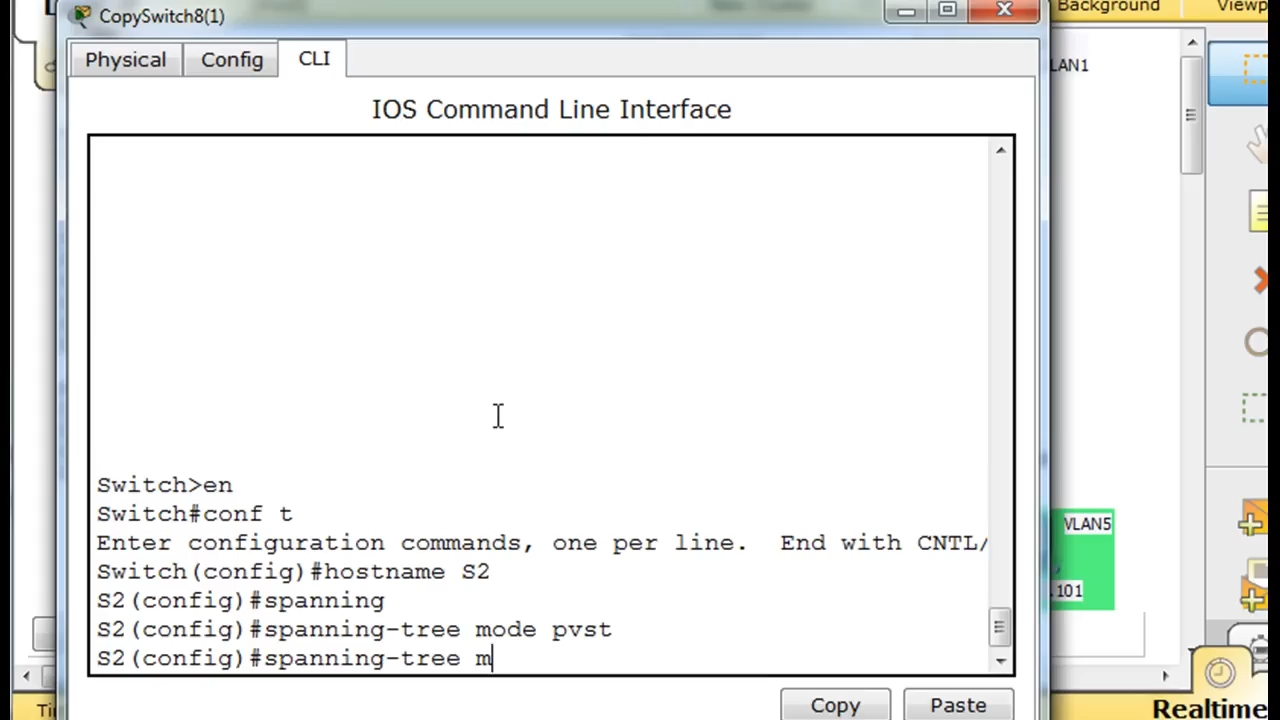 CopySwitch8(1)
Background
Viewp
Physical
Config
CLI
LAN1
IOS Command Line Interface
Switch>en
Switch#conf t
Enter configuration commands, one per line.  End with CNTL/
Switch(config)#hostname S2
S2(config)#spanning
S2(config)#spanning-tree mode pvst
S2(config)#spanning-tree m
VLAN5
.101
Copy
Paste
Realtime